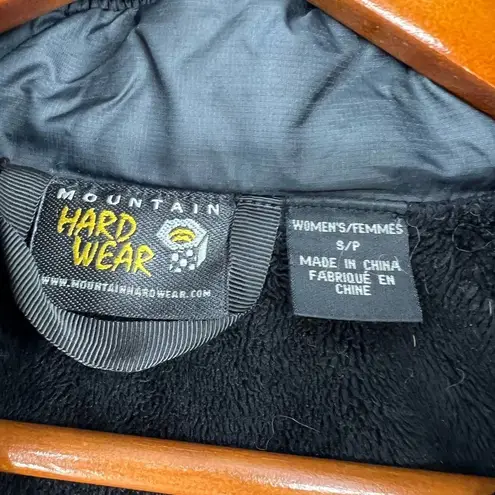 MOUNTAIN
HARD
WEAR
WWW.MOUNTAINHARDWEAR.COM
WOMEN'S/FEMMES
S/P
MADE IN CHINA
FABRIQUÉ EN
CHINE